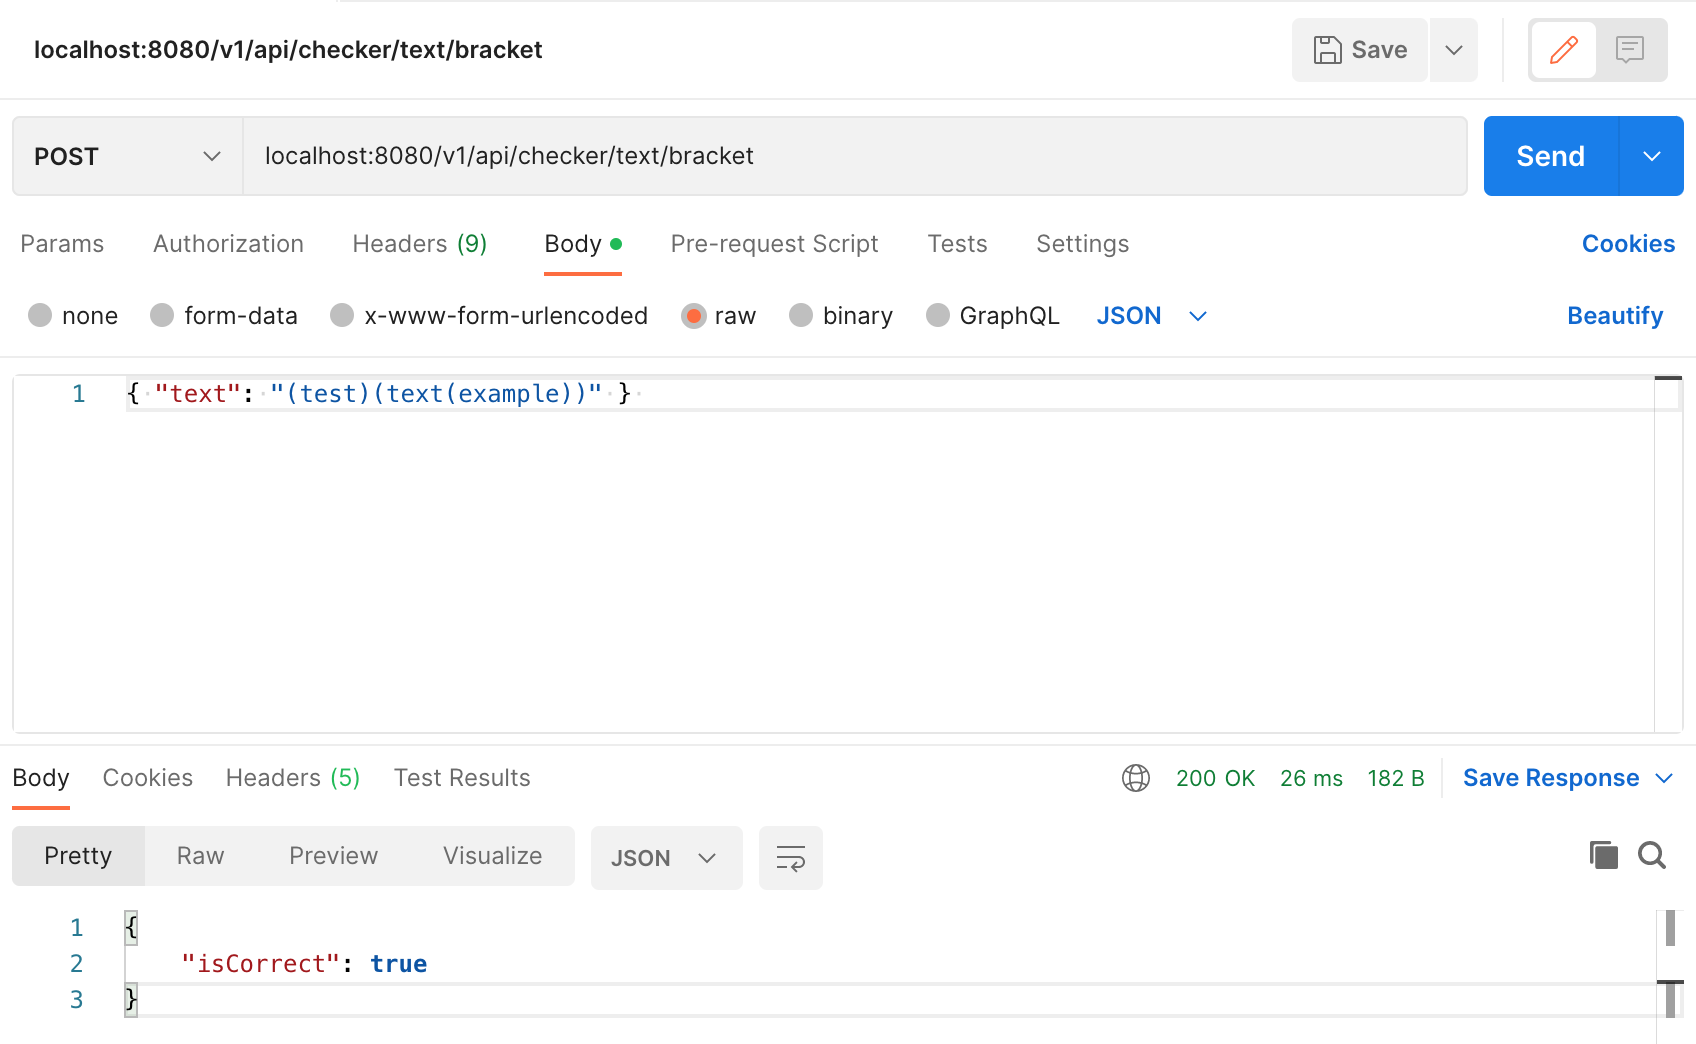 localhost:8080/v1/api/checker/text/bracket
Save
POST
localhost:8080/v1/api/checker/text/bracket
Send
Params Authorization Headers (9) Body Pre-request Script Tests Settings Cookies
none form-data x-www-form-urlencoded raw binary GraphQL JSON Beautify
1 { "text": "(test)(text(example))" }
Body Cookies Headers (5) Test Results 200 OK 26 ms 182 B Save Response
Pretty Raw Preview Visualize JSON
1 {
2 "isCorrect": true
3 }